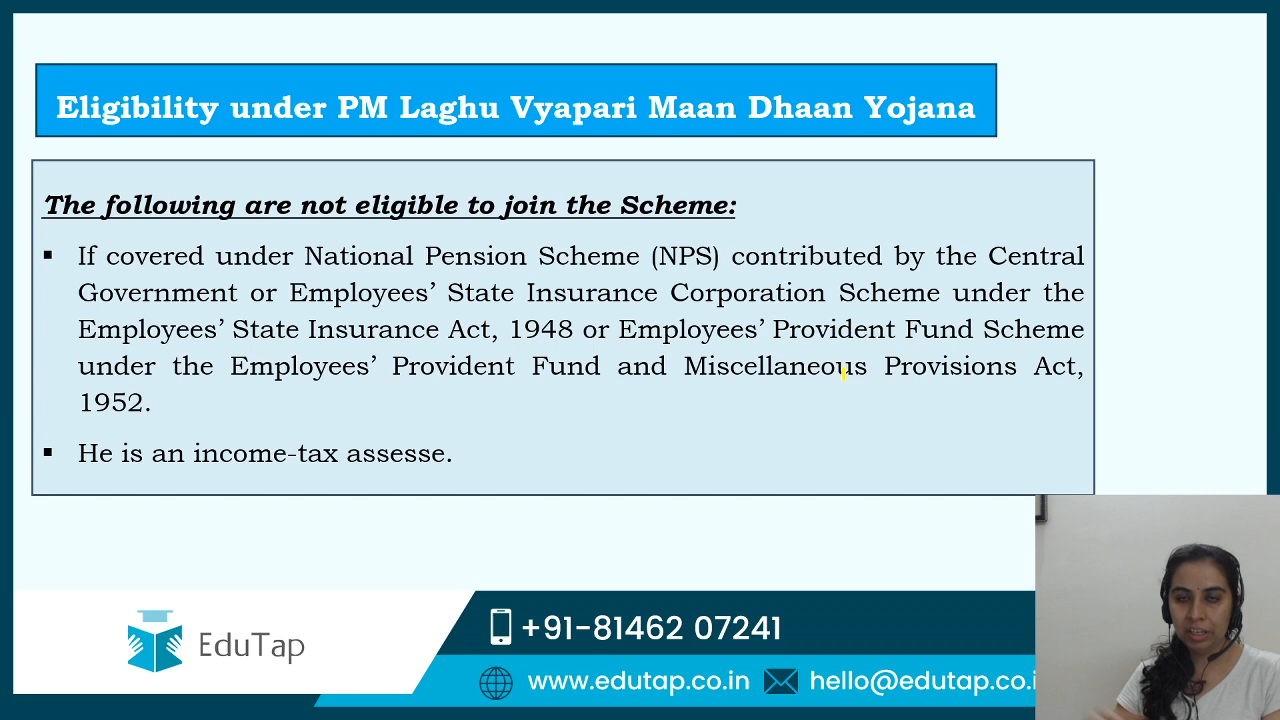 Eligibility under PM Laghu Vyapari Maan Dhaan Yojana
The following are not eligible to join the Scheme:
▪ If covered under National Pension Scheme (NPS) contributed by the Central
Government or Employees’ State Insurance Corporation Scheme under the
Employees’ State Insurance Act, 1948 or Employees’ Provident Fund Scheme
under the Employees’ Provident Fund and Miscellaneous Provisions Act,
1952.
▪ He is an income-tax assesse.
EduTap
+91-81462 07241
www.edutap.co.in hello@edutap.co.i